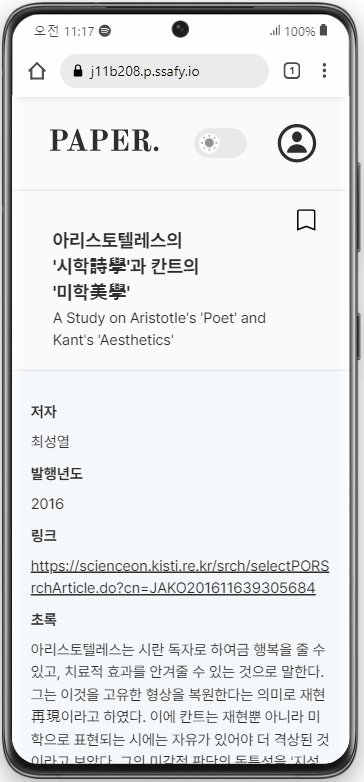 오전 11:17
100%
j11b208.p.ssafy.io
1
PAPER.
아리스토텔레스의
'시학詩學'과 칸트의
'미학美學'
A Study on Aristotle's 'Poet' and
Kant's 'Aesthetics'
저자
최성열
발행년도
2016
링크
https://scienceon.kisti.re.kr/srch/selectPORS
rchArticle.do?cn=JAKO201611639305684
초록
아리스토텔레스는 시란 독자로 하여금 행복을 줄 수
있고, 치료적 효과를 안겨줄 수 있는 것으로 말한다.
그는 이것을 고유한 형상을 복원한다는 의미로 재현
再現이라고 하였다. 이에 칸트는 재현뿐 아니라 미
학으로 표현되는 시에는 자유가 있어야 더 격상된 것
이라고 보았다. 그의 미감적 판단의 독특성을 '지성